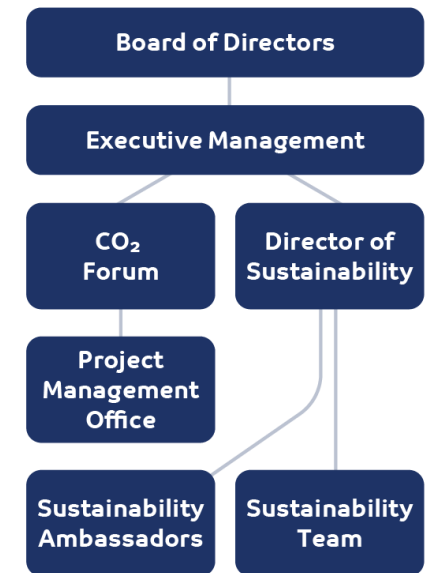 Board of Directors
Executive Management
CO₂
Forum
Director of
Sustainability
Project
Management
Office
Sustainability
Ambassadors
Sustainability
Team